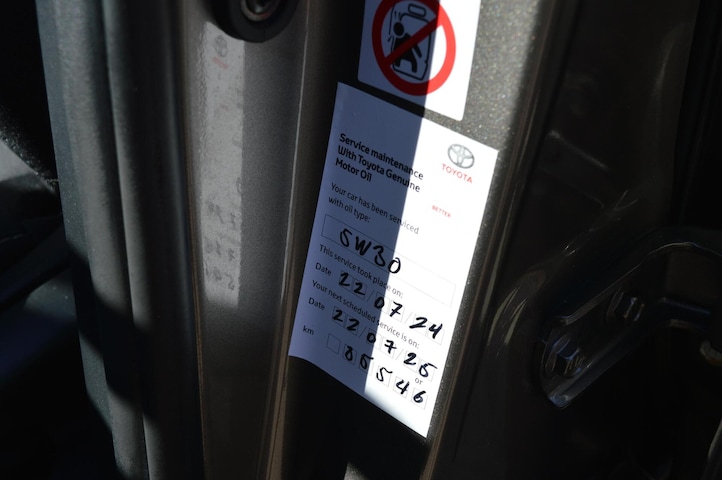 TOYOTA
Service maintenance
With Toyota Genuine
Motor Oil
BETTER
Your car has been serviced
with oil type:
5W30
This service took place on:
Date 22/07/24
Your next scheduled service is on:
Date 22/07/25
or
km 85546